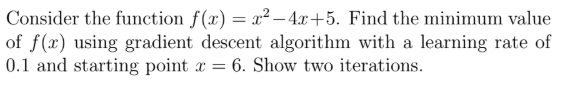 Consider the function f(x) = x² − 4x + 5. Find the minimum value
of f(x) using gradient descent algorithm with a learning rate of
0.1 and starting point x = 6. Show two iterations.